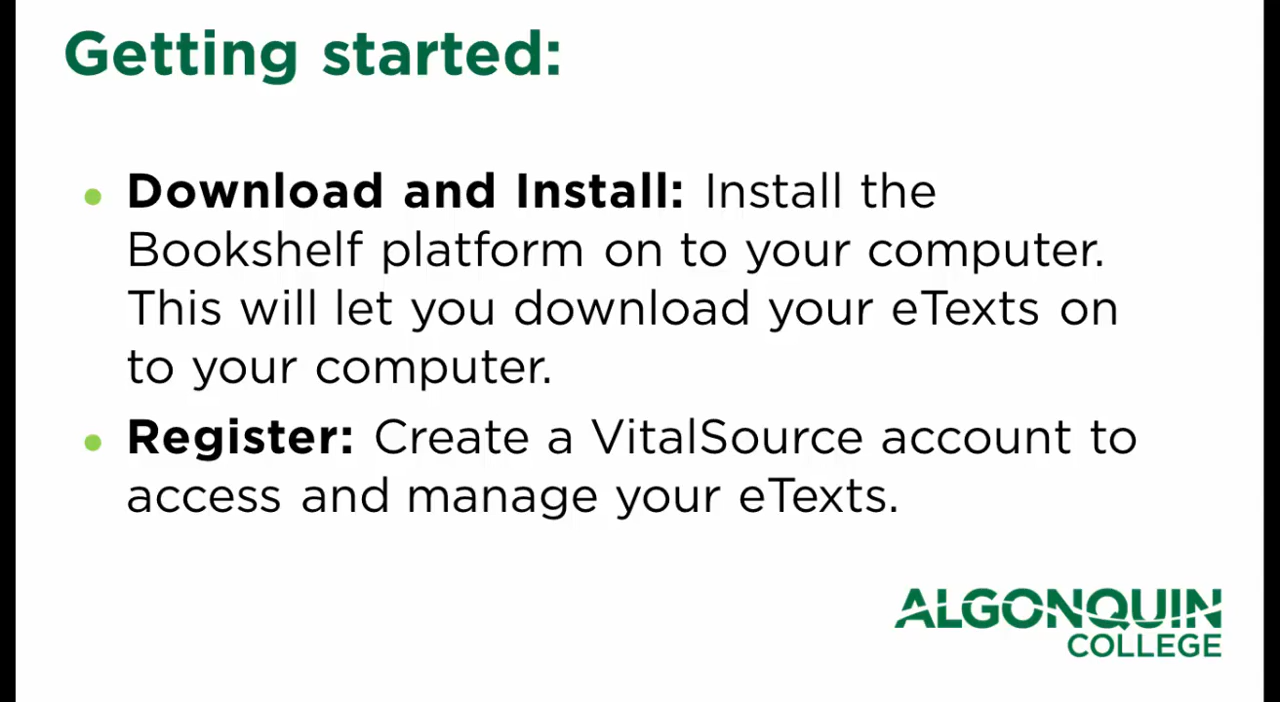 Getting started:
Download and Install: Install the
Bookshelf platform on to your computer.
This will let you download your eTexts on
to your computer.
Register: Create a VitalSource account to
access and manage your eTexts.
ALGONQUIN
COLLEGE